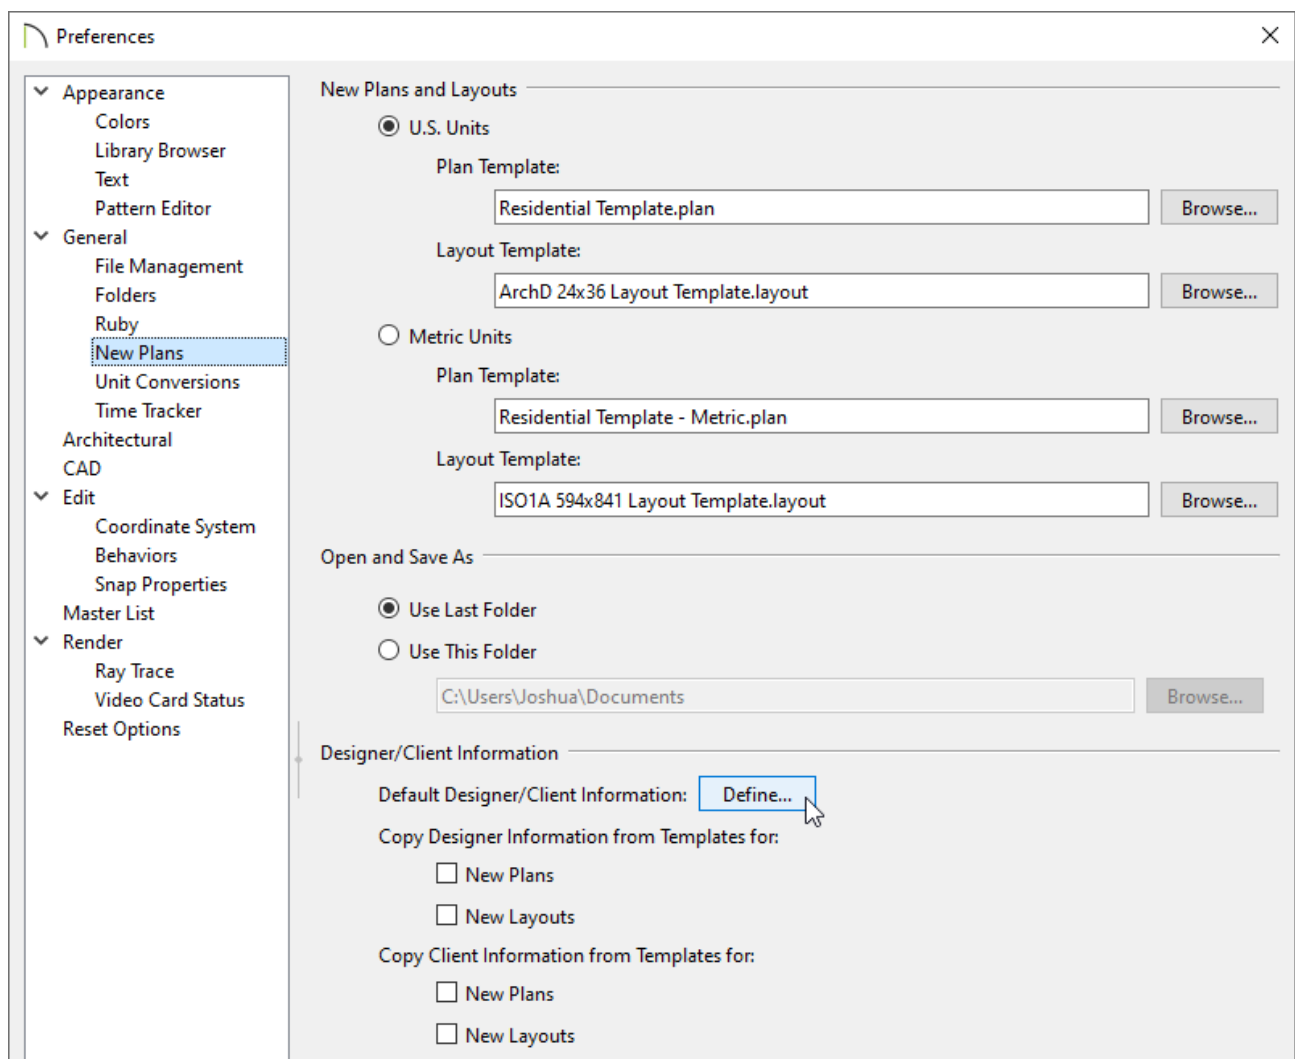 Preferences
Appearance
Colors
Library Browser
Text
Pattern Editor
General
File Management
Folders
Ruby
New Plans
Unit Conversions
Time Tracker
Architectural
CAD
Edit
Coordinate System
Behaviors
Snap Properties
Master List
Render
Ray Trace
Video Card Status
Reset Options
New Plans and Layouts
U.S. Units
Plan Template:
Residential Template.plan Browse...
Layout Template:
ArchD 24x36 Layout Template.layout Browse...
Metric Units
Plan Template:
Residential Template - Metric.plan Browse...
Layout Template:
ISO1A 594x841 Layout Template.layout Browse...
Open and Save As
Use Last Folder
Use This Folder
C:\Users\Joshua\Documents Browse...
Designer/Client Information
Default Designer/Client Information: Define...
Copy Designer Information from Templates for:
New Plans
New Layouts
Copy Client Information from Templates for:
New Plans
New Layouts